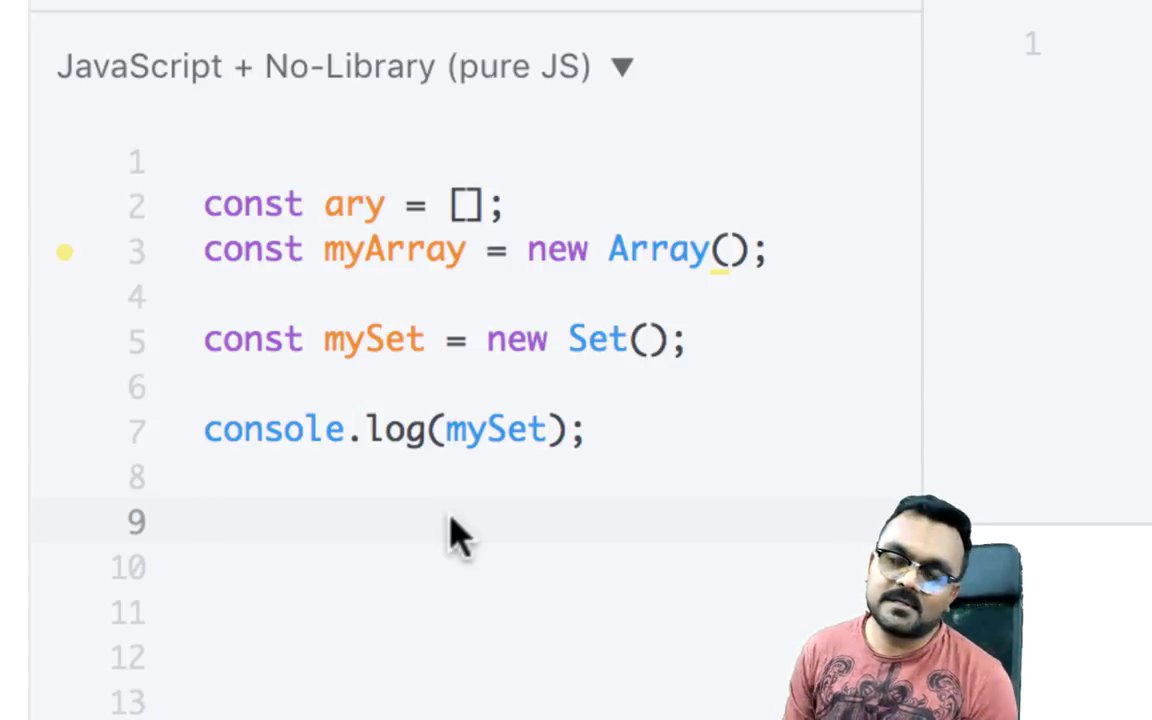 JavaScript + No-Library (pure JS) ▼
1
1
2 const ary = [];
3 const myArray = new Array();
4
5 const mySet = new Set();
6
7 console.log(mySet);
8
9
10
11
12
13